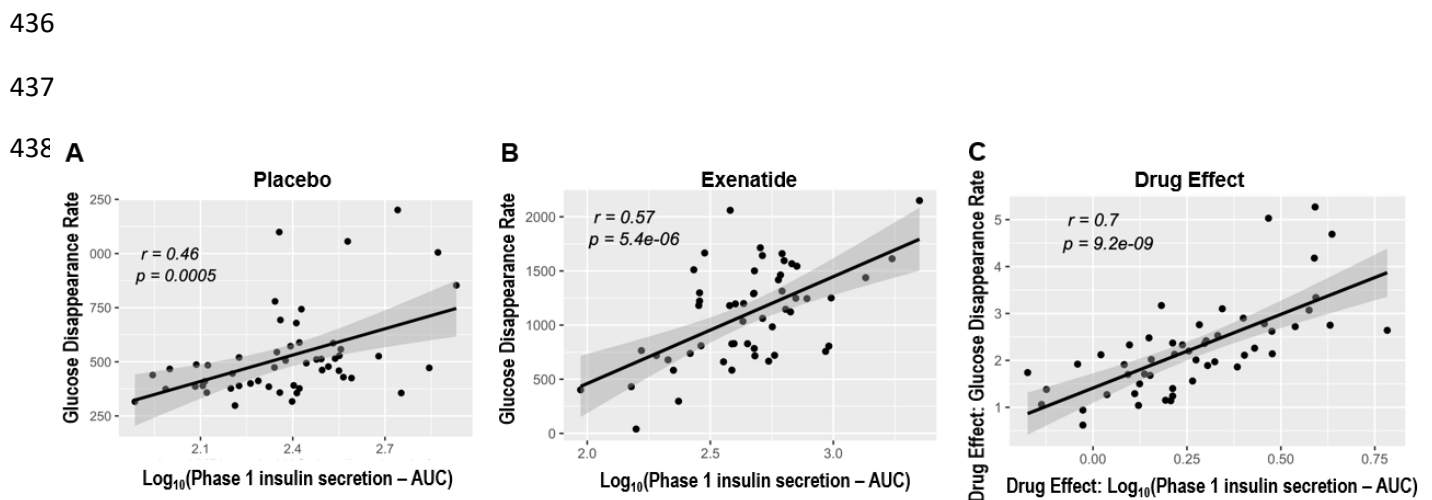 436
437
438
A
Placebo
Glucose Disappearance Rate
250
000
750
500
250
r = 0.46
p = 0.0005
2.1
2.4
2.7
Log10(Phase 1 insulin secretion – AUC)
B
Exenatide
Glucose Disappearance Rate
2000
1500
1000
500
0
r = 0.57
p = 5.4e-06
2.0
2.5
3.0
Log10(Phase 1 insulin secretion – AUC)
C
Drug Effect
Drug Effect: Glucose Disappearance Rate
5
4
3
2
1
r = 0.7
p = 9.2e-09
0.00
0.25
0.50
0.75
Drug Effect: Log10(Phase 1 insulin secretion – AUC)